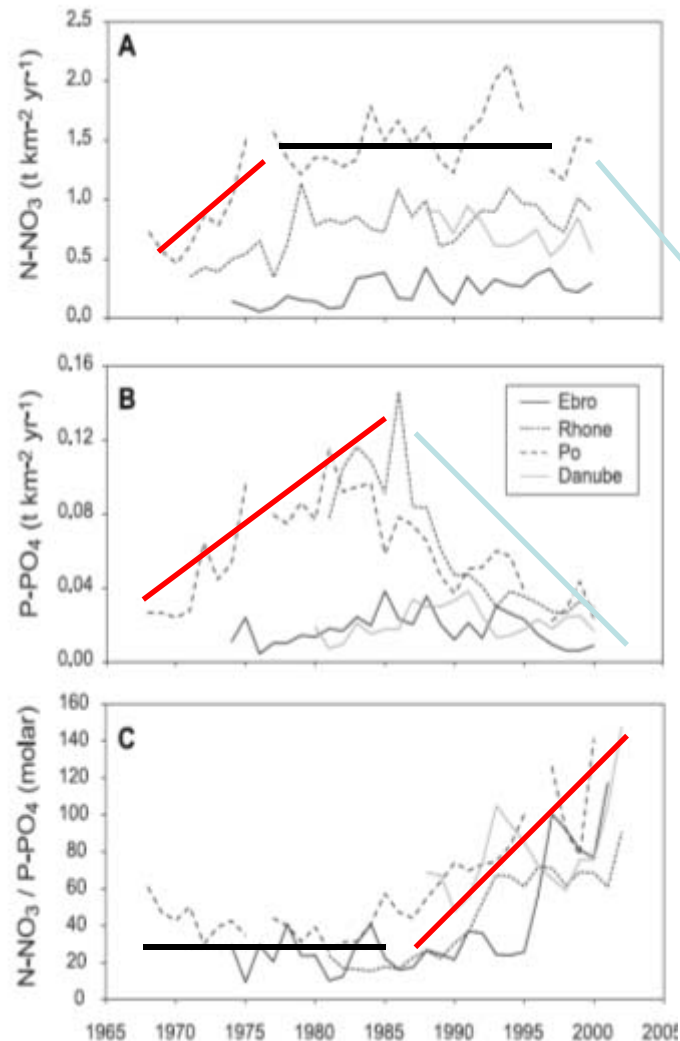 A
N-NO3 (t km-2 yr-1)
2.5
2.0
1.5
1.0
0.5
0.0
B
P-PO4 (t km-2 yr-1)
0.16
0.12
0.08
0.04
0.00
Ebro
Rhone
Po
Danube
C
N-NO3 / P-PO4 (molar)
160
140
120
100
80
60
40
20
0
1965 1970 1975 1980 1985 1990 1995 2000 2005